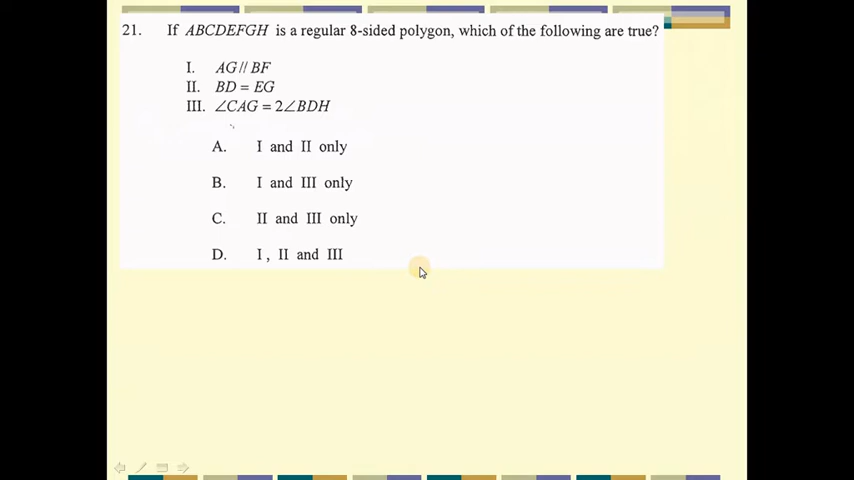 21. If ABCDEFGH is a regular 8-sided polygon, which of the following are true?
I. AG // BF
II. BD = EG
III. ∠CAG = 2∠BDH
A. I and II only
B. I and III only
C. II and III only
D. I , II and III